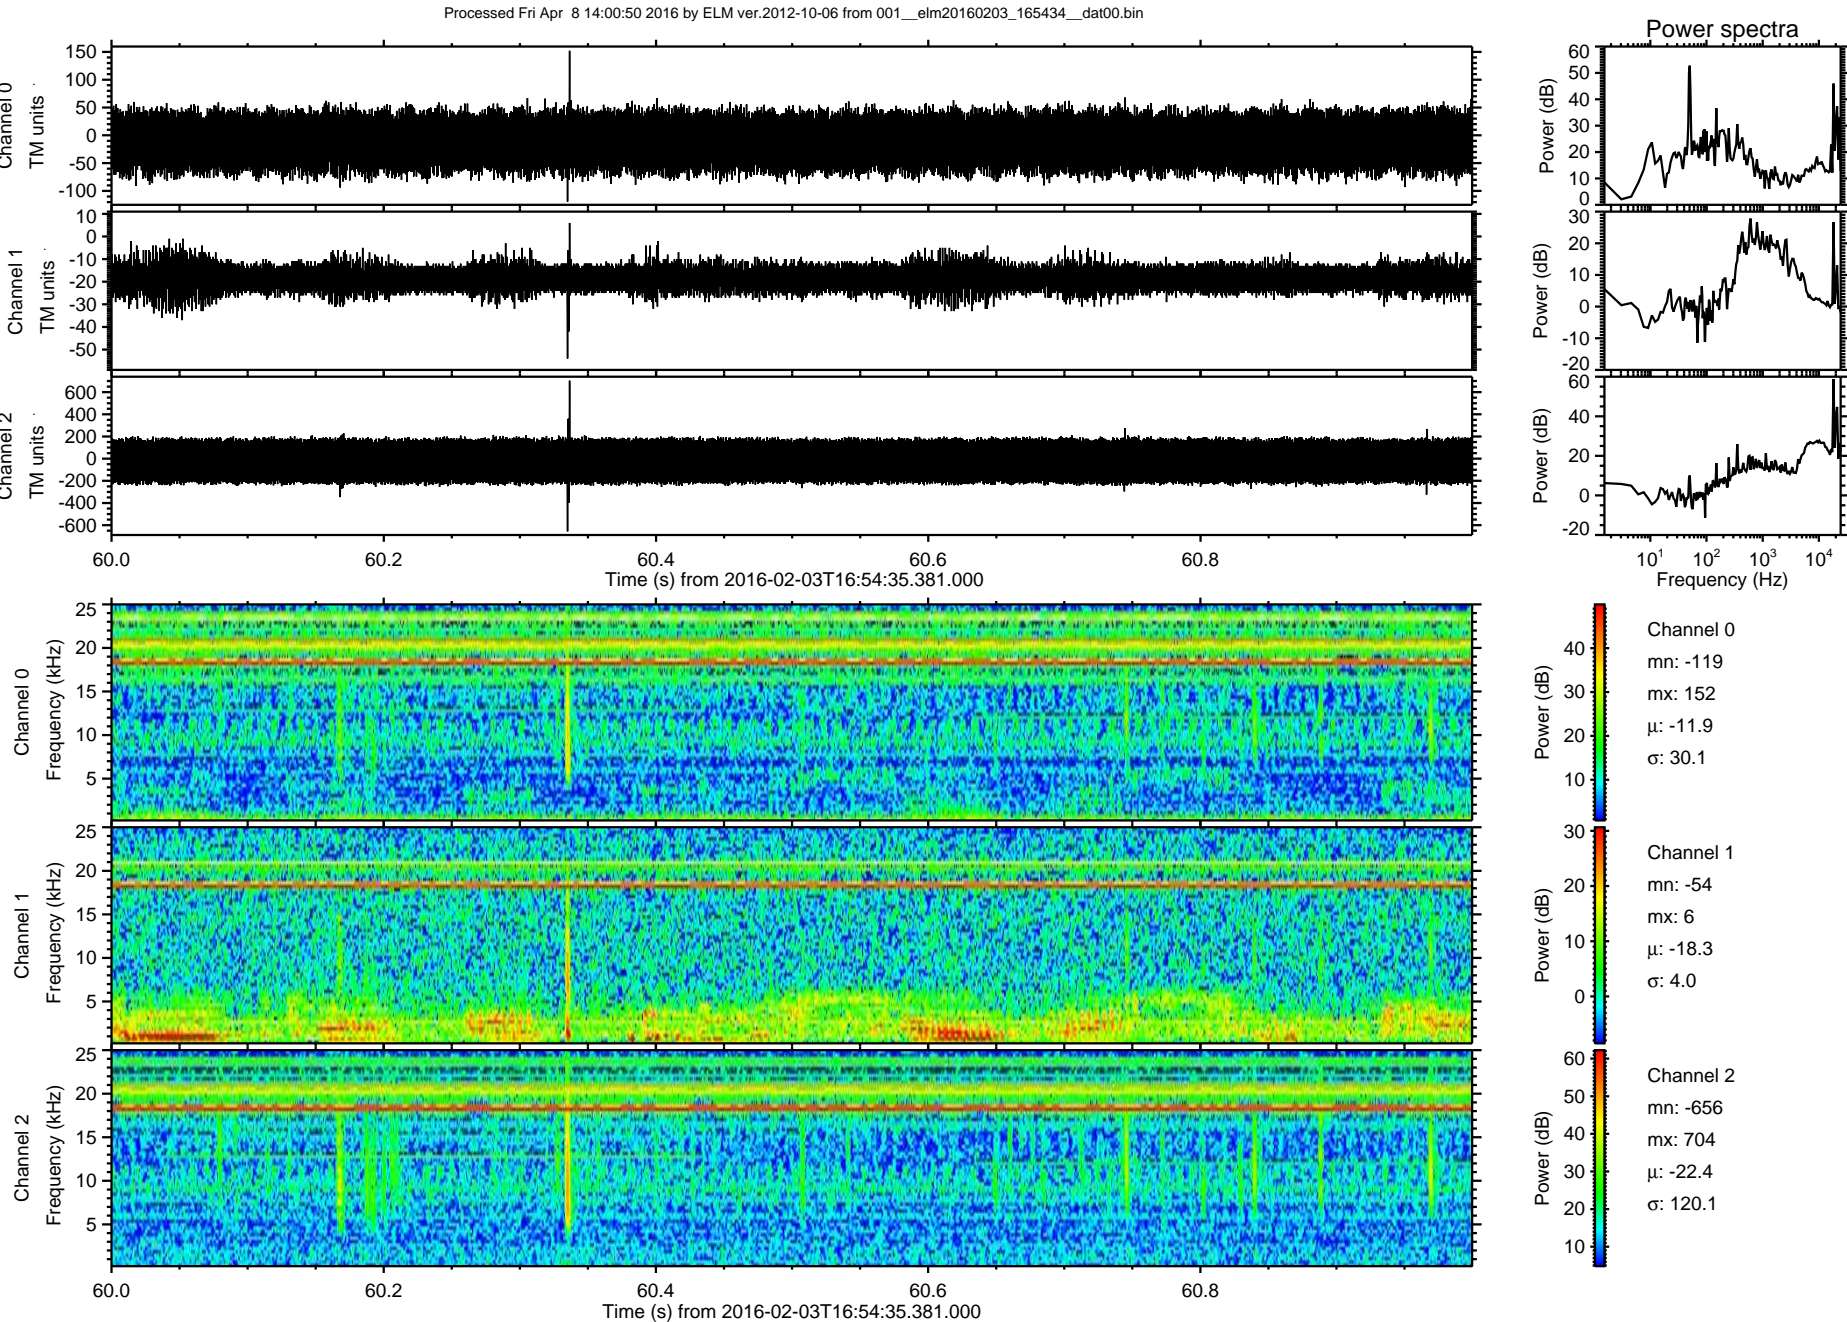 Processed Fri Apr 8 14:00:50 2016 by ELM ver.2012-10-06 from 001__elm20160203_165434__dat00.bin
Power spectra
Channel 0
TM units
150
100
50
0
-50
-100
Power (dB)
60
50
40
30
20
10
0
Channel 1
TM units
10
0
-10
-20
-30
-40
-50
Power (dB)
30
20
10
0
-10
-20
Channel 2
TM units
600
400
200
0
-200
-400
-600
Power (dB)
60
40
20
0
-20
60.0 60.2 60.4 60.6 60.8
Time (s) from 2016-02-03T16:54:35.381.000
10^1 10^2 10^3 10^4
Frequency (Hz)
Channel 0
Frequency (kHz)
25
20
15
10
5
Power (dB)
40
30
20
10
Channel 0
mn: -119
mx: 152
μ: -11.9
σ: 30.1
Channel 1
Frequency (kHz)
25
20
15
10
5
Power (dB)
30
20
10
0
Channel 1
mn: -54
mx: 6
μ: -18.3
σ: 4.0
Channel 2
Frequency (kHz)
25
20
15
10
5
Power (dB)
60
50
40
30
20
10
Channel 2
mn: -656
mx: 704
μ: -22.4
σ: 120.1
60.0 60.2 60.4 60.6 60.8
Time (s) from 2016-02-03T16:54:35.381.000